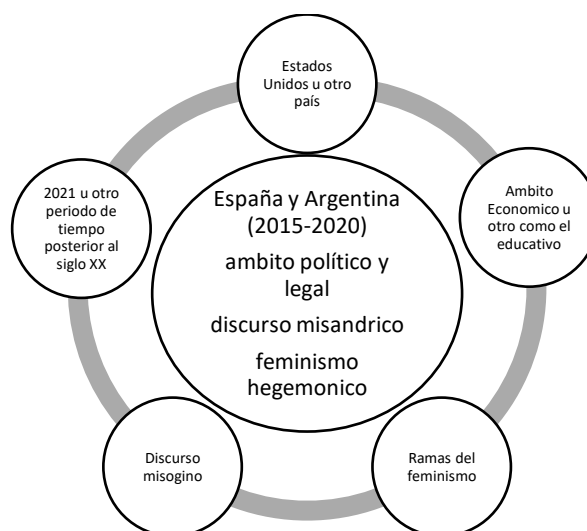 Estados
Unidos u otro
país
Ambito
Economico u
otro como el
educativo
Ramas del
feminismo
Discurso
misogino
2021 u otro
periodo de
tiempo
posterior al
siglo XX
España y Argentina
(2015-2020)
ambito político y
legal
discurso misandrico
feminismo
hegemonico